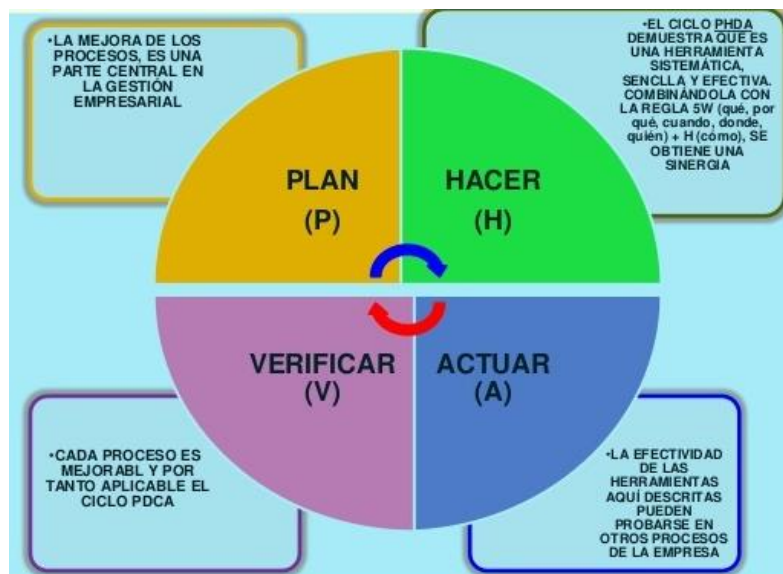 •LA MEJORA DE LOS
PROCESOS, ES UNA
PARTE CENTRAL EN
LA GESTIÓN
EMPRESARIAL
•EL CICLO PHDA
DEMUESTRA QUE ES
UNA HERRAMIENTA
SISTEMÁTICA,
SENCLLA Y EFECTIVA.
COMBINÁNDOLA CON
LA REGLA 5W (qué, por
qué, cuando, donde,
quién) + H (cómo), SE
OBTIENE UNA
SINERGIA
PLAN
(P)
HACER
(H)
VERIFICAR
(V)
ACTUAR
(A)
•CADA PROCESO ES
MEJORABL Y POR
TANTO APLICABLE EL
CICLO PDCA
•LA EFECTIVIDAD
DE LAS
HERRAMIENTAS
AQUÍ DESCRITAS
PUEDEN
PROBARSE EN
OTROS PROCESOS
DE LA EMPRESA